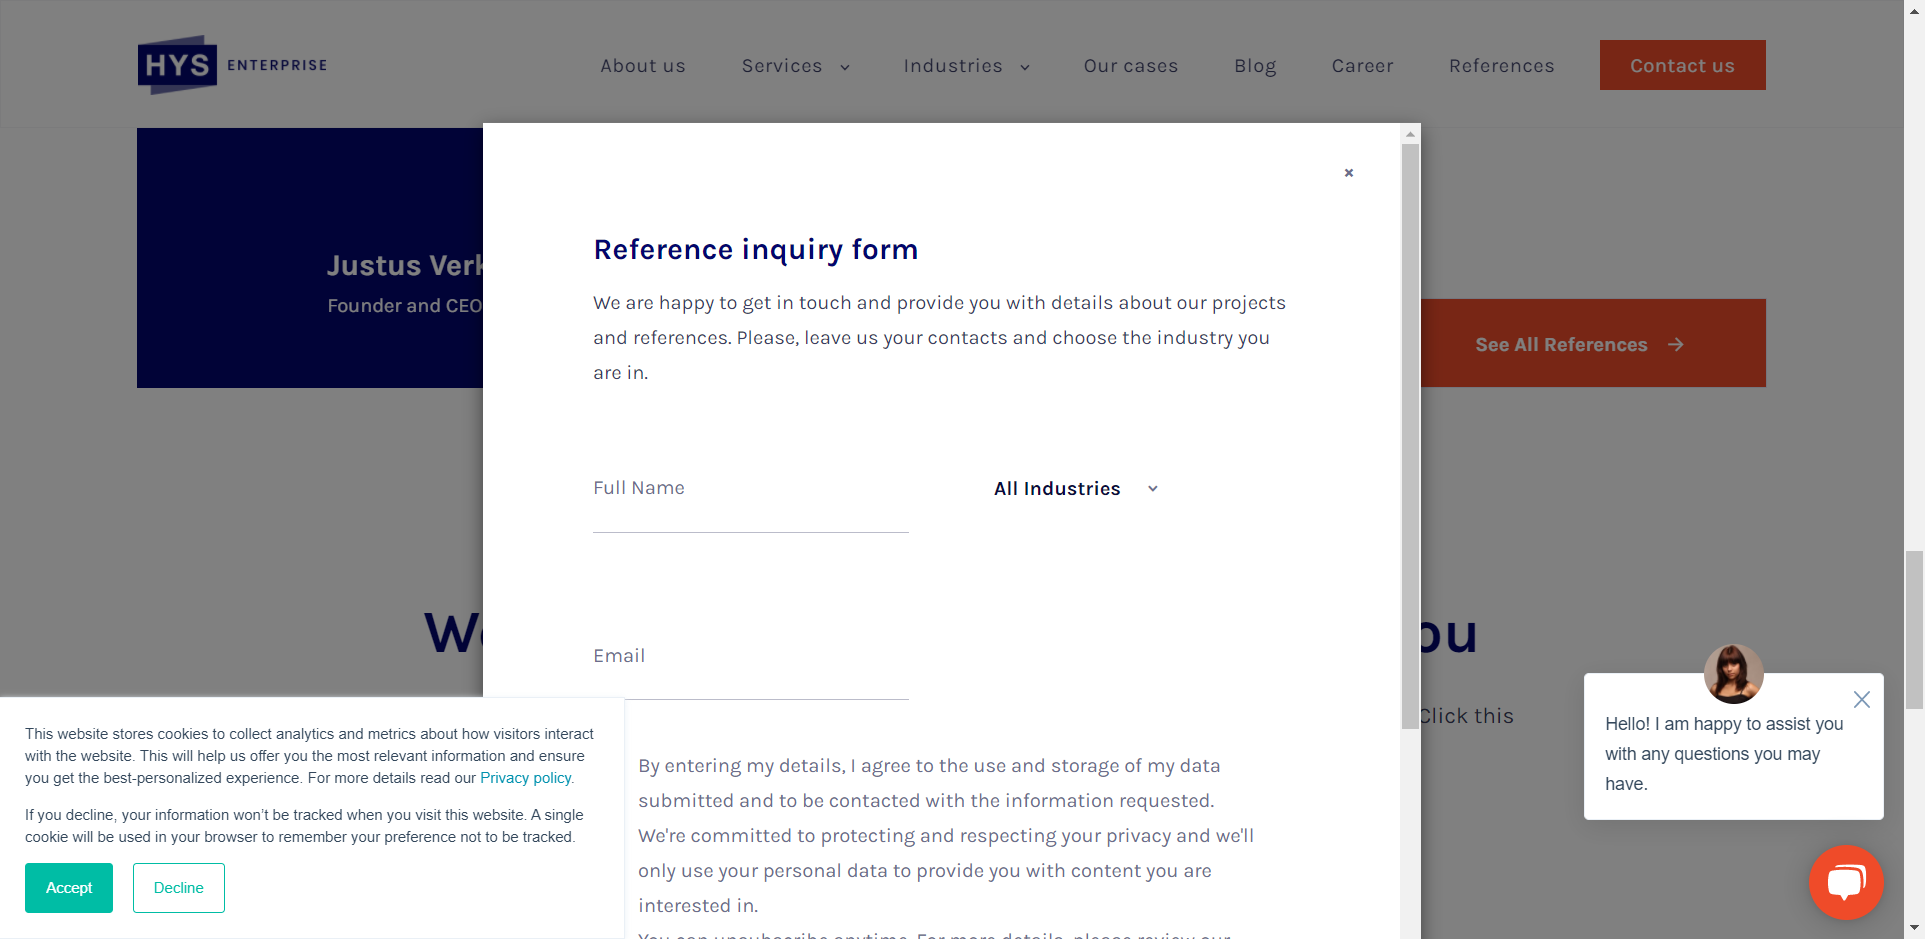 HYS ENTERPRISE
About us
Services
Industries
Our cases
Blog
Career
References
Contact us
Justus
Founder and CEO
See All References
×
Reference inquiry form
We are happy to get in touch and provide you with details about our projects
and references. Please, leave us your contacts and choose the industry you
are in.
Full Name
All Industries
Email
By entering my details, I agree to the use and storage of my data
submitted and to be contacted with the information requested.
We're committed to protecting and respecting your privacy and we'll
only use your personal data to provide you with content you are
interested in.
You can unsubscribe anytime. For more details, please review our
Click this
This website stores cookies to collect analytics and metrics about how visitors interact
with the website. This will help us offer you the most relevant information and ensure
you get the best-personalized experience. For more details read our Privacy policy.
If you decline, your information won’t be tracked when you visit this website. A single
cookie will be used in your browser to remember your preference not to be tracked.
Accept
Decline
Hello! I am happy to assist you
with any questions you may
have.